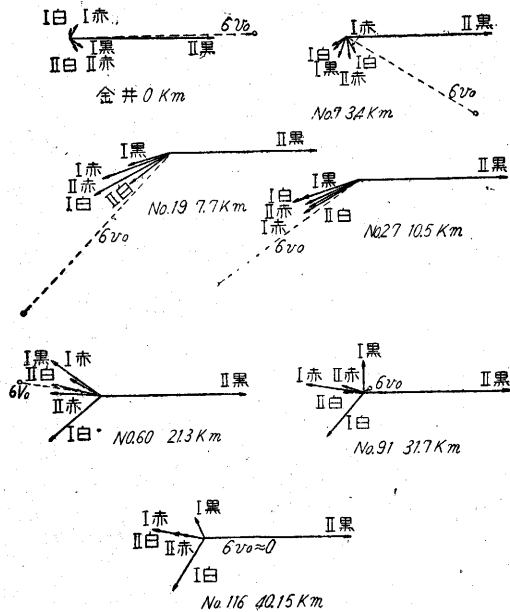 I白 I赤 6v₀
I黒 II黒
II白 II赤
金井 0 Km
I赤 II黒
I白 I白
I黒 II赤
6v₀
No.7 3.4 Km
I黒 II黒
I赤
II赤
I白 II白
6v₀
No.19 7.7 Km
II黒
I黒
I白
II赤 II白
I赤
6v₀
No.27 10.5 Km
I黒 I赤
II白
6v₀ II黒
II赤
I白
No.60 21.3 Km
I黒
I赤 II赤 6v₀ II黒
II白
I白
No.91 31.7 Km
I黒
I赤 II黒
II白 II赤
6v₀≈0
I白
No.116 40.15 Km